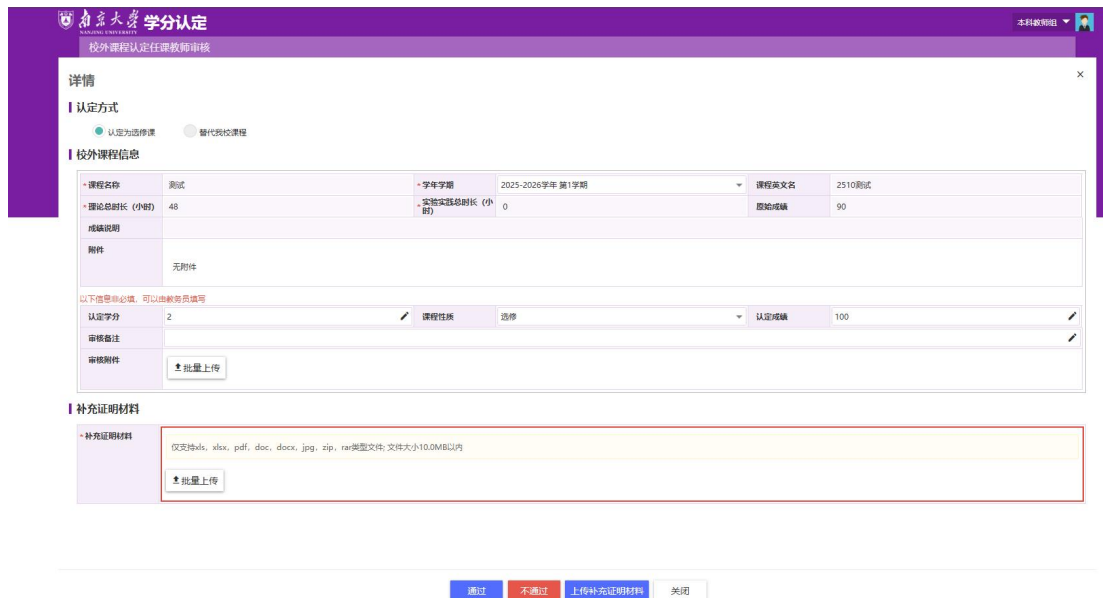 南京大学 学分认定
NANJING UNIVERSITY
本科教师组
校外课程认定任课教师审核
详情
×
认定方式
认定为选修课 替代我校课程
校外课程信息
*课程名称 测试 *学年学期 2025-2026学年 第1学期 课程英文名 2510测试
*理论总时长（小时） 48 *实验实践总时长（小时） 0 原始成绩 90
成绩说明
附件
无附件
以下信息非必填，可以由教务员填写
认定学分 2 课程性质 选修 认定成绩 100
审核备注
审核附件
批量上传
补充证明材料
*补充证明材料
仅支持xls，xlsx，pdf，doc，docx，jpg，zip，rar类型文件; 文件大小10.0MB以内
批量上传
通过 不通过 上传补充证明材料 关闭